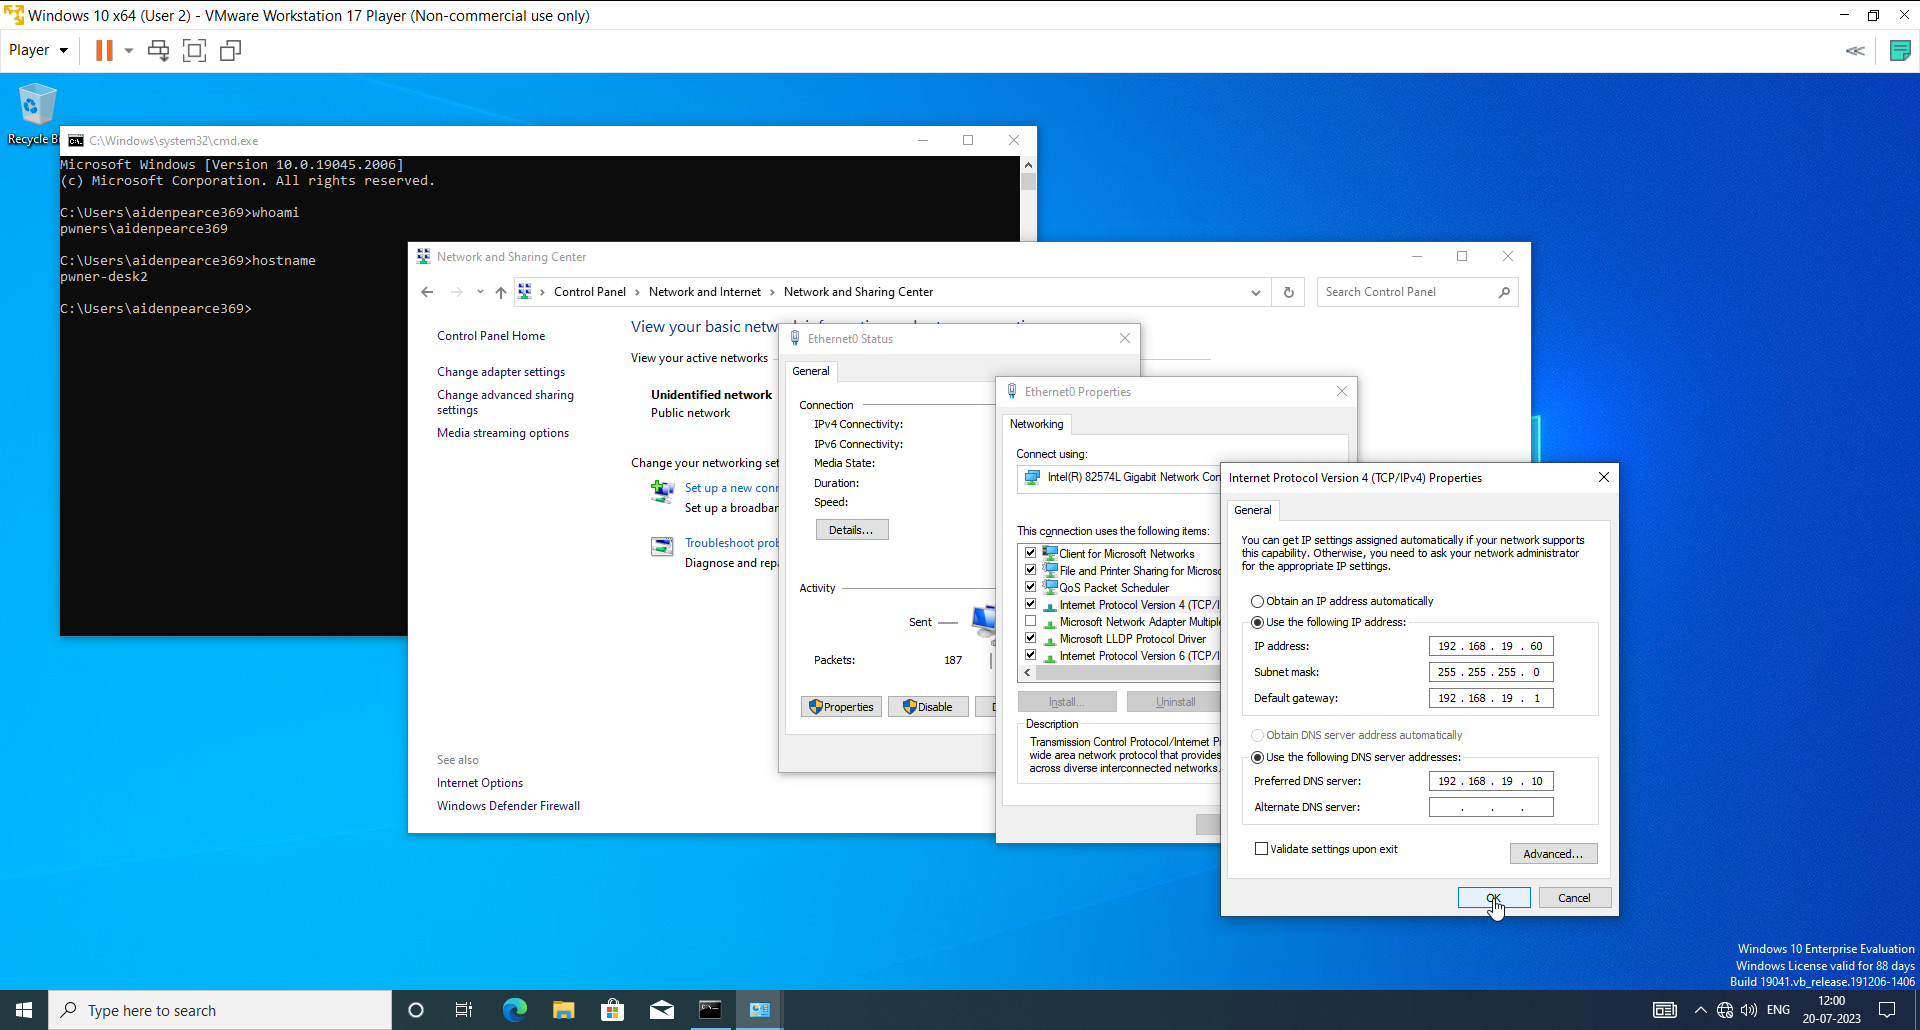 Windows 10 x64 (User 2) - VMware Workstation 17 Player (Non-commercial use only)
Player
Recycle B
C:\Windows\system32\cmd.exe
Microsoft Windows [Version 10.0.19045.2006]
(c) Microsoft Corporation. All rights reserved.
C:\Users\aidenpearce369>whoami
pwners\aidenpearce369
C:\Users\aidenpearce369>hostname
pwner-desk2
C:\Users\aidenpearce369>
Network and Sharing Center
Control Panel > Network and Internet > Network and Sharing Center
Search Control Panel
Control Panel Home
Change adapter settings
Change advanced sharing
settings
Media streaming options
See also
Internet Options
Windows Defender Firewall
View your basic netw
View your active networks
Unidentified network
Public network
Change your networking set
Set up a new conn
Set up a broadban
Troubleshoot prob
Diagnose and repa
Ethernet0 Status
General
Connection
IPv4 Connectivity:
IPv6 Connectivity:
Media State:
Duration:
Speed:
Details...
Activity
Sent
Packets:
187
Properties
Disable
Ethernet0 Properties
Networking
Connect using:
Intel(R) 82574L Gigabit Network Con
This connection uses the following items:
Client for Microsoft Networks
File and Printer Sharing for Microso
QoS Packet Scheduler
Internet Protocol Version 4 (TCP/I
Microsoft Network Adapter Multiple
Microsoft LLDP Protocol Driver
Internet Protocol Version 6 (TCP/I
Install...
Uninstall
Description
Transmission Control Protocol/Internet P
wide area network protocol that provides
across diverse interconnected networks.
Internet Protocol Version 4 (TCP/IPv4) Properties
General
You can get IP settings assigned automatically if your network supports
this capability. Otherwise, you need to ask your network administrator
for the appropriate IP settings.
Obtain an IP address automatically
Use the following IP address:
IP address:
192 . 168 . 19 . 60
Subnet mask:
255 . 255 . 255 . 0
Default gateway:
192 . 168 . 19 . 1
Obtain DNS server address automatically
Use the following DNS server addresses:
Preferred DNS server:
192 . 168 . 19 . 10
Alternate DNS server:
. . .
Validate settings upon exit
Advanced...
OK
Cancel
Windows 10 Enterprise Evaluation
Windows License valid for 88 days
Build 19041.vb_release.191206-1406
Type here to search
ENG
12:00
20-07-2023